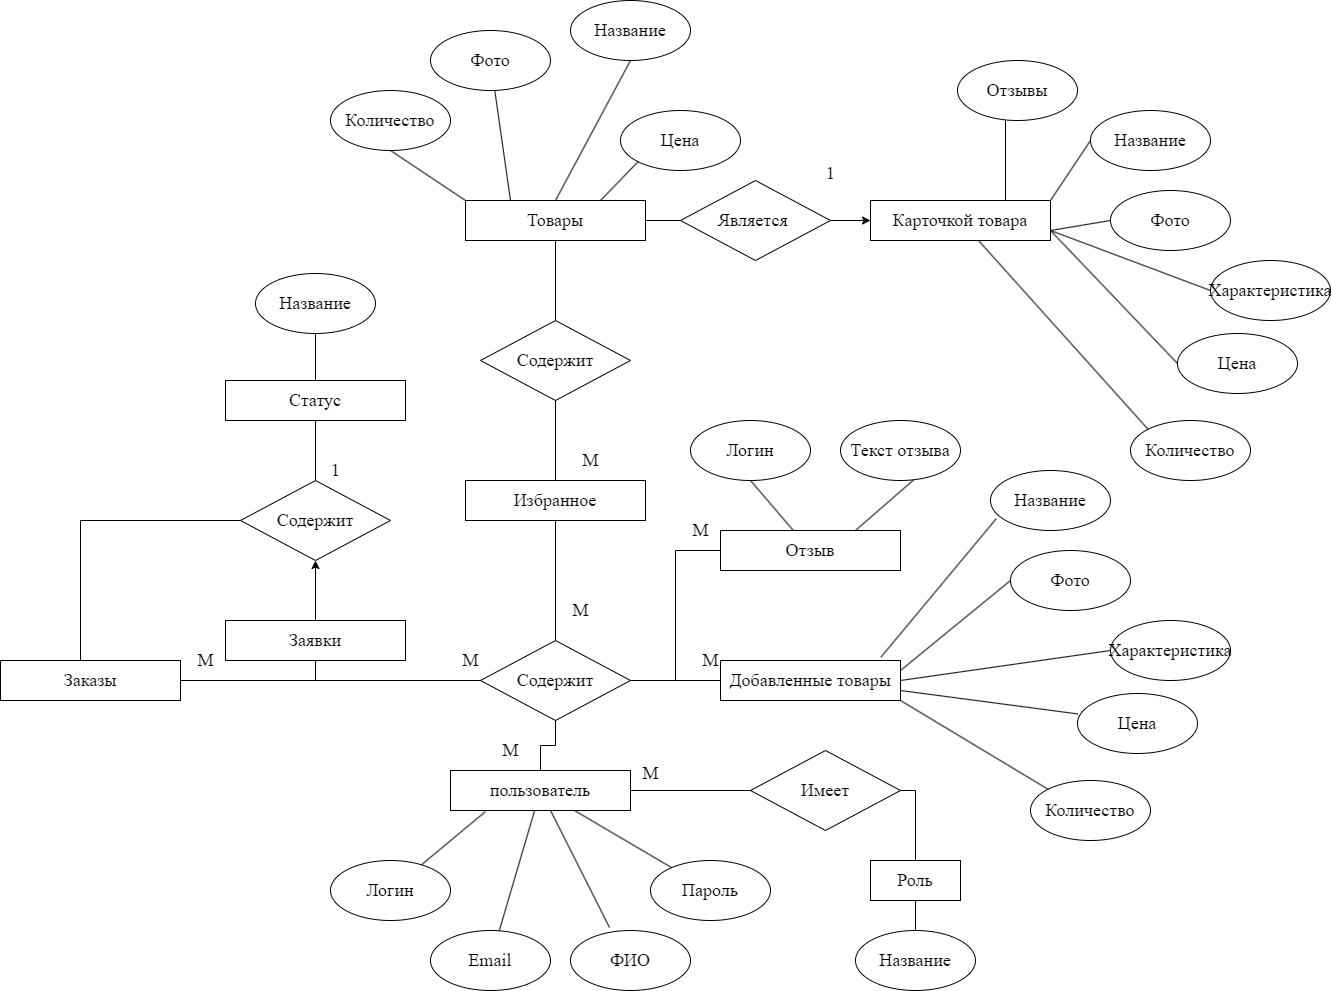 Название
Фото
Количество
Цена
Отзывы
Название
1
Товары
Является
Карточкой товара
Фото
Характеристика
Название
Содержит
Цена
Статус
Логин
Текст отзыва
Количество
М
1
Избранное
Название
Содержит
М
Отзыв
Фото
М
Заявки
Характеристика
М
М
М
Заказы
Содержит
Добавленные товары
Цена
М
М
пользователь
Имеет
Количество
Логин
Пароль
Роль
Email
ФИО
Название